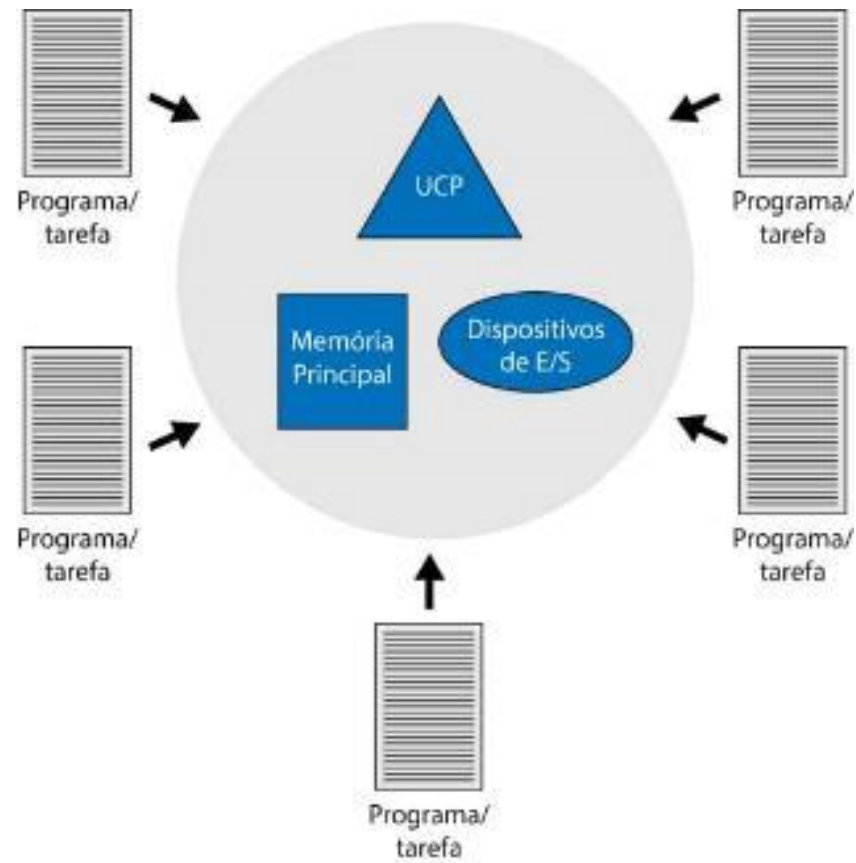 Programa/
tarefa
Programa/
tarefa
UCP
Memória
Principal
Dispositivos
de E/S
Programa/
tarefa
Programa/
tarefa
Programa/
tarefa